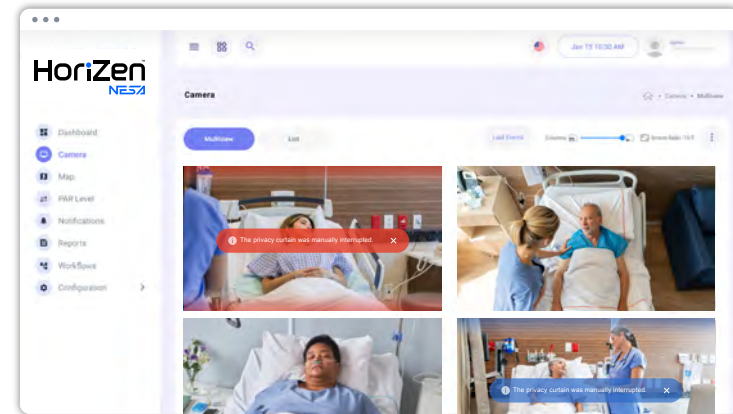 HoriZen
NESA
Jan 15 10:30 AM
Camera
Camera • Multiview
Multiview
List
Load Events
Columns
Dashboard
Camera
Map
PAR Level
Notifications
Reports
Workflows
Configuration
The privacy curtain was manually interrupted.
The privacy curtain was manually interrupted.